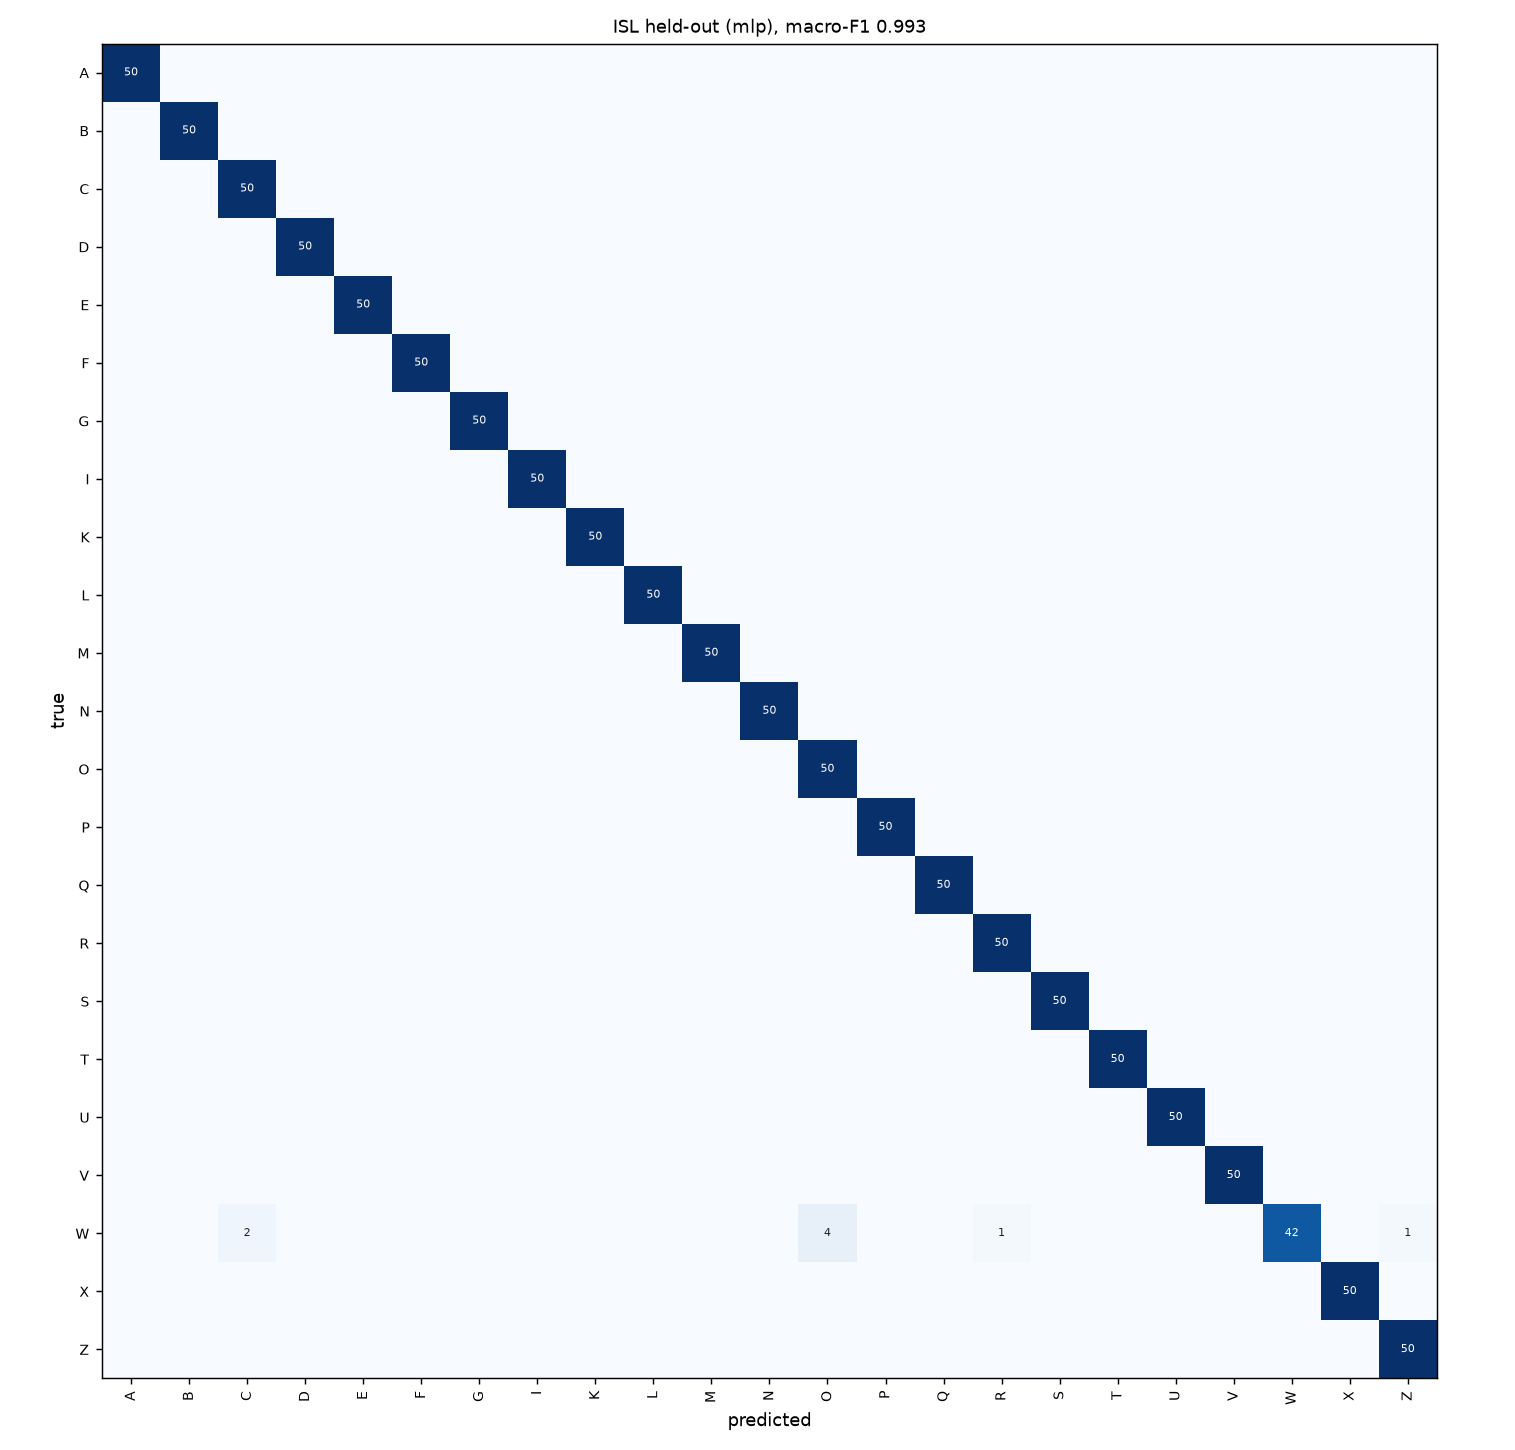 ISL held-out (mlp), macro-F1 0.993
A 50
B 50
C 50
D 50
E 50
F 50
G 50
I 50
K 50
L 50
M 50
N 50
O 50
P 50
Q 50
R 50
S 50
T 50
U 50
V 50
W 2 4 1 42 1
X 50
Z 50
true
A B C D E F G I K L M N O P Q R S T U V W X Z
predicted